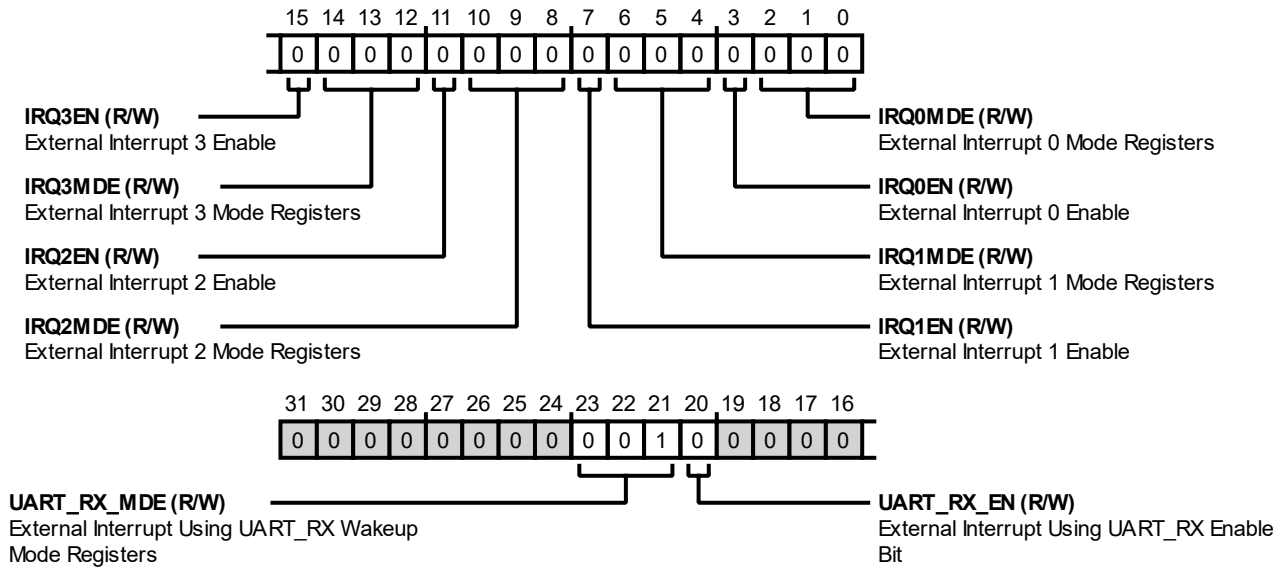 15 14 13 12 11 10 9 8 7 6 5 4 3 2 1 0
0 0 0 0 0 0 0 0 0 0 0 0 0 0 0 0
IRQ3EN (R/W)
External Interrupt 3 Enable
IRQ3MDE (R/W)
External Interrupt 3 Mode Registers
IRQ2EN (R/W)
External Interrupt 2 Enable
IRQ2MDE (R/W)
External Interrupt 2 Mode Registers
IRQ0MDE (R/W)
External Interrupt 0 Mode Registers
IRQ0EN (R/W)
External Interrupt 0 Enable
IRQ1MDE (R/W)
External Interrupt 1 Mode Registers
IRQ1EN (R/W)
External Interrupt 1 Enable
31 30 29 28 27 26 25 24 23 22 21 20 19 18 17 16
0 0 0 0 0 0 0 0 0 0 1 0 0 0 0 0
UART_RX_MDE (R/W)
External Interrupt Using UART_RX Wakeup
Mode Registers
UART_RX_EN (R/W)
External Interrupt Using UART_RX Enable
Bit